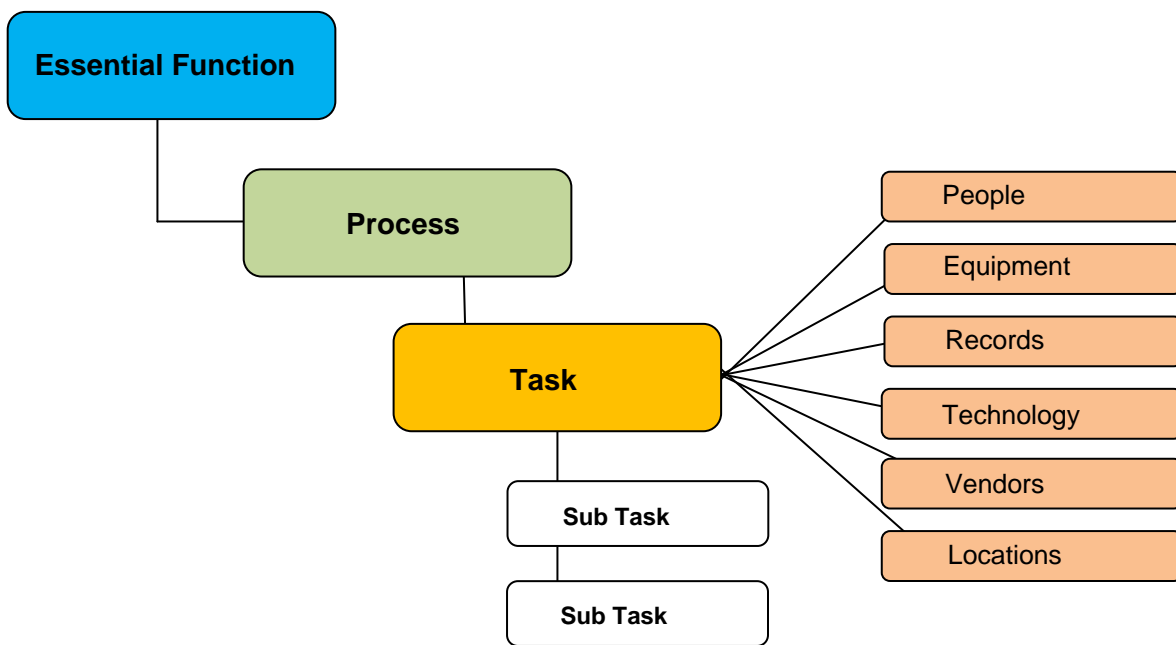 Essential Function
Process
Task
Sub Task
Sub Task
People
Equipment
Records
Technology
Vendors
Locations